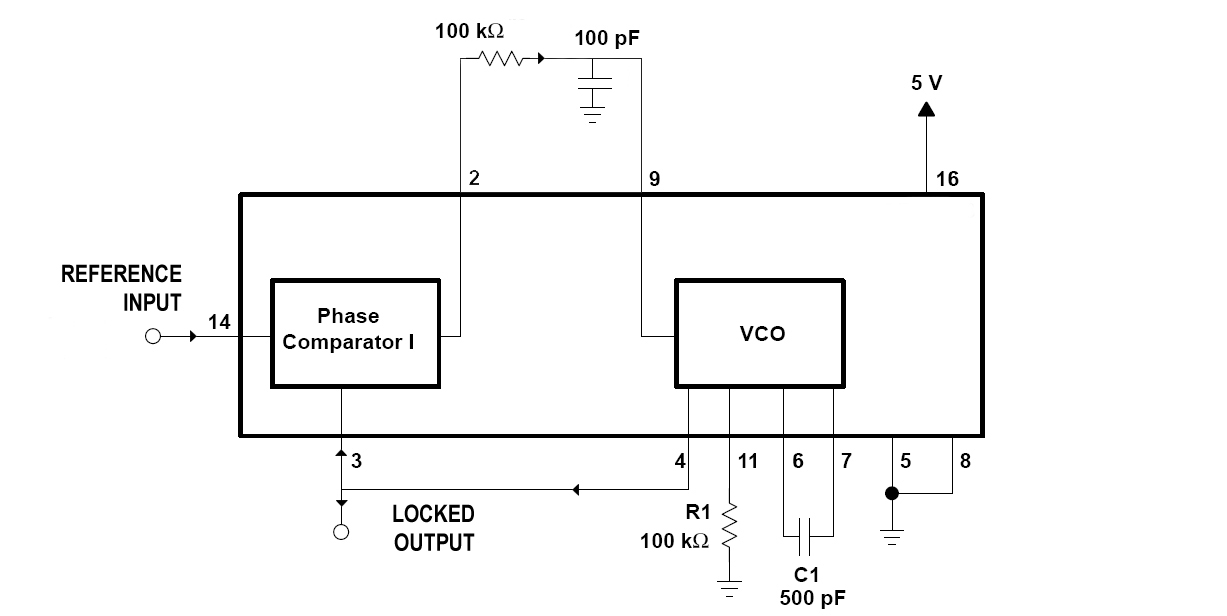 100 kΩ
100 pF
5 V
2
9
16
REFERENCE
INPUT
14
Phase
Comparator I
VCO
3
4
11
6
7
5
8
LOCKED
OUTPUT
R1
100 kΩ
C1
500 pF